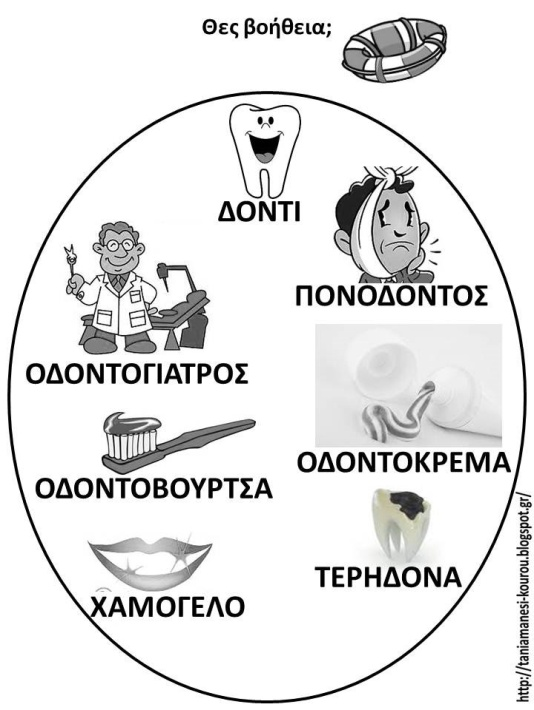 Θες βοήθεια;
ΔΟΝΤΙ
ΠΟΝΟΔΟΝΤΟΣ
ΟΔΟΝΤΟΓΙΑΤΡΟΣ
ΟΔΟΝΤΟΚΡΕΜΑ
ΟΔΟΝΤΟΒΟΥΡΤΣΑ
ΤΕΡΗΔΟΝΑ
ΧΑΜΟΓΕΛΟ
http://taniamanesi-kourou.blogspot.gr/